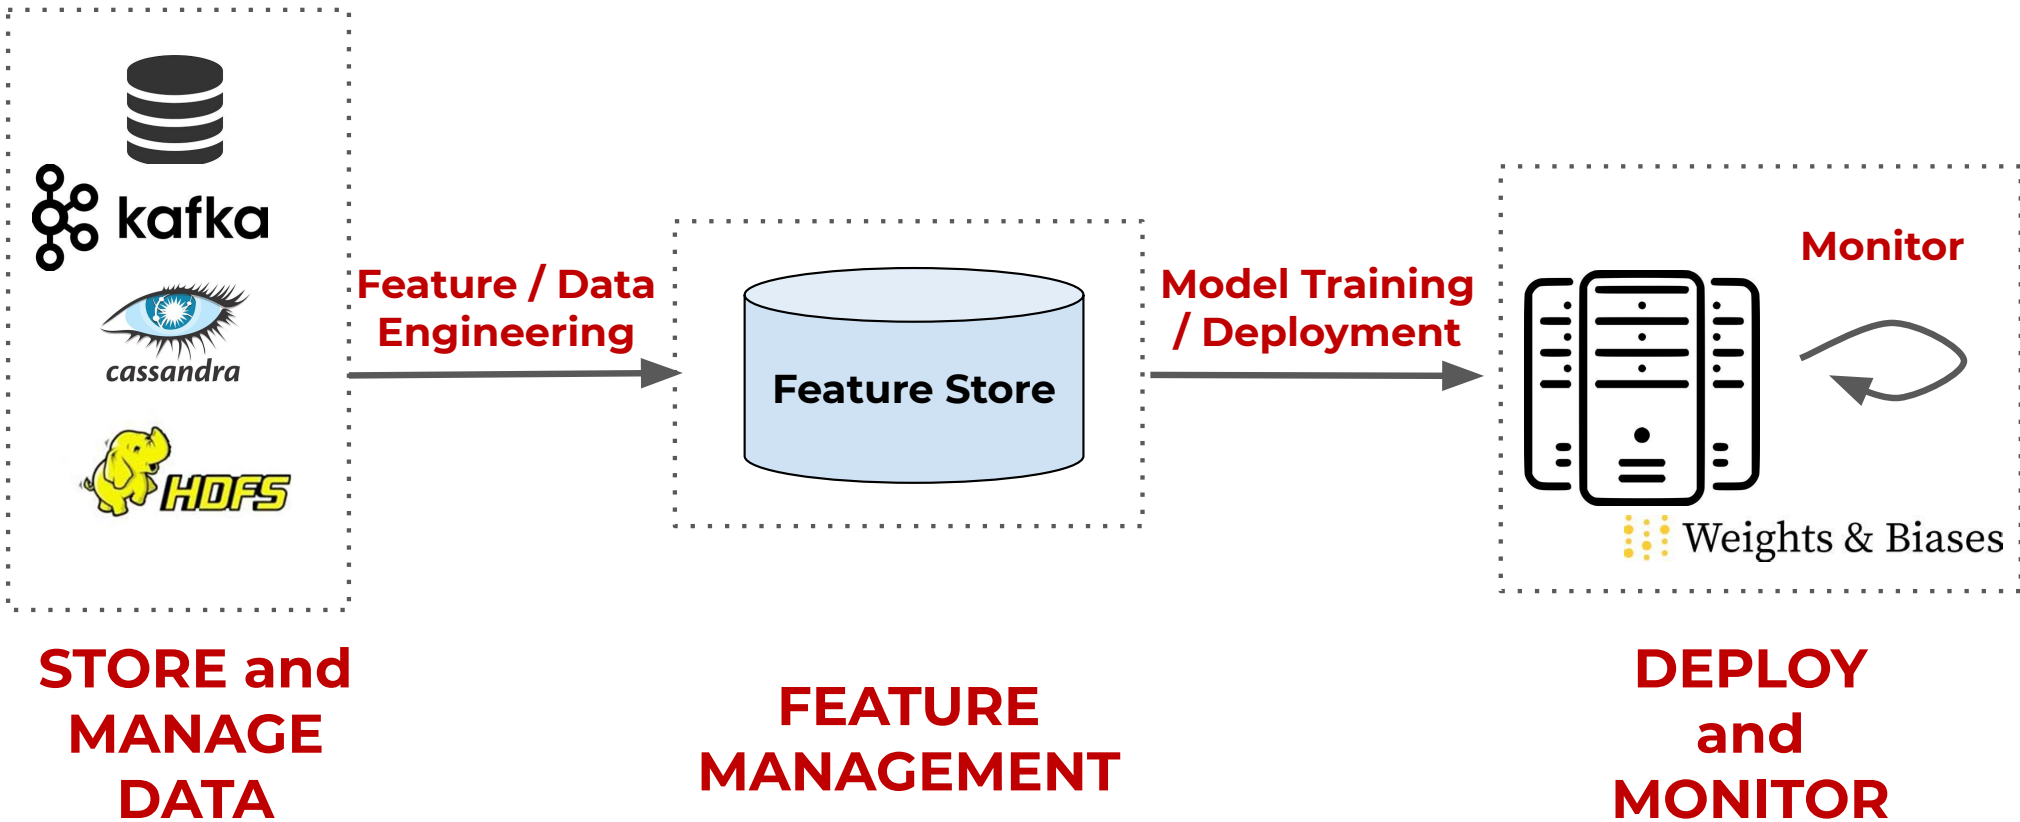 kafka
cassandra
HDFS
STORE and
MANAGE
DATA
Feature / Data
Engineering
Feature Store
FEATURE
MANAGEMENT
Model Training
/ Deployment
Monitor
Weights & Biases
DEPLOY
and
MONITOR